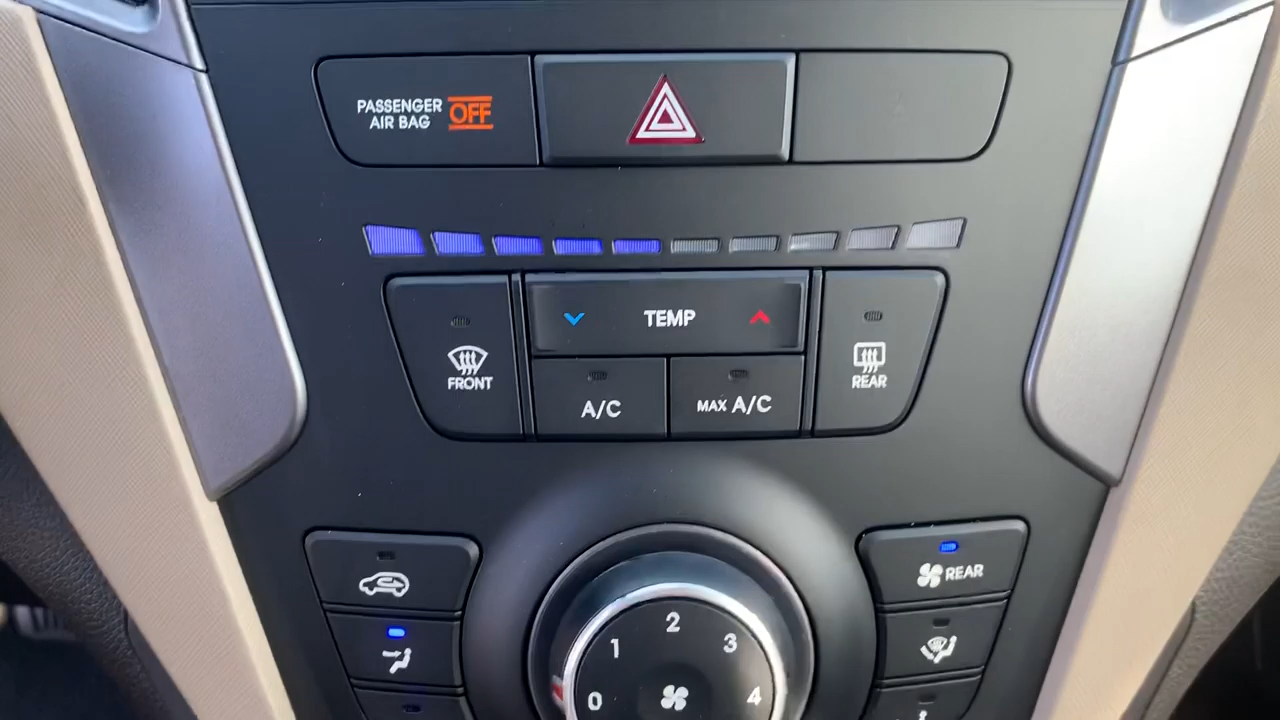 PASSENGER
AIR BAG OFF
TEMP
FRONT
REAR
A/C
MAX A/C
REAR
2
1 3
0 4